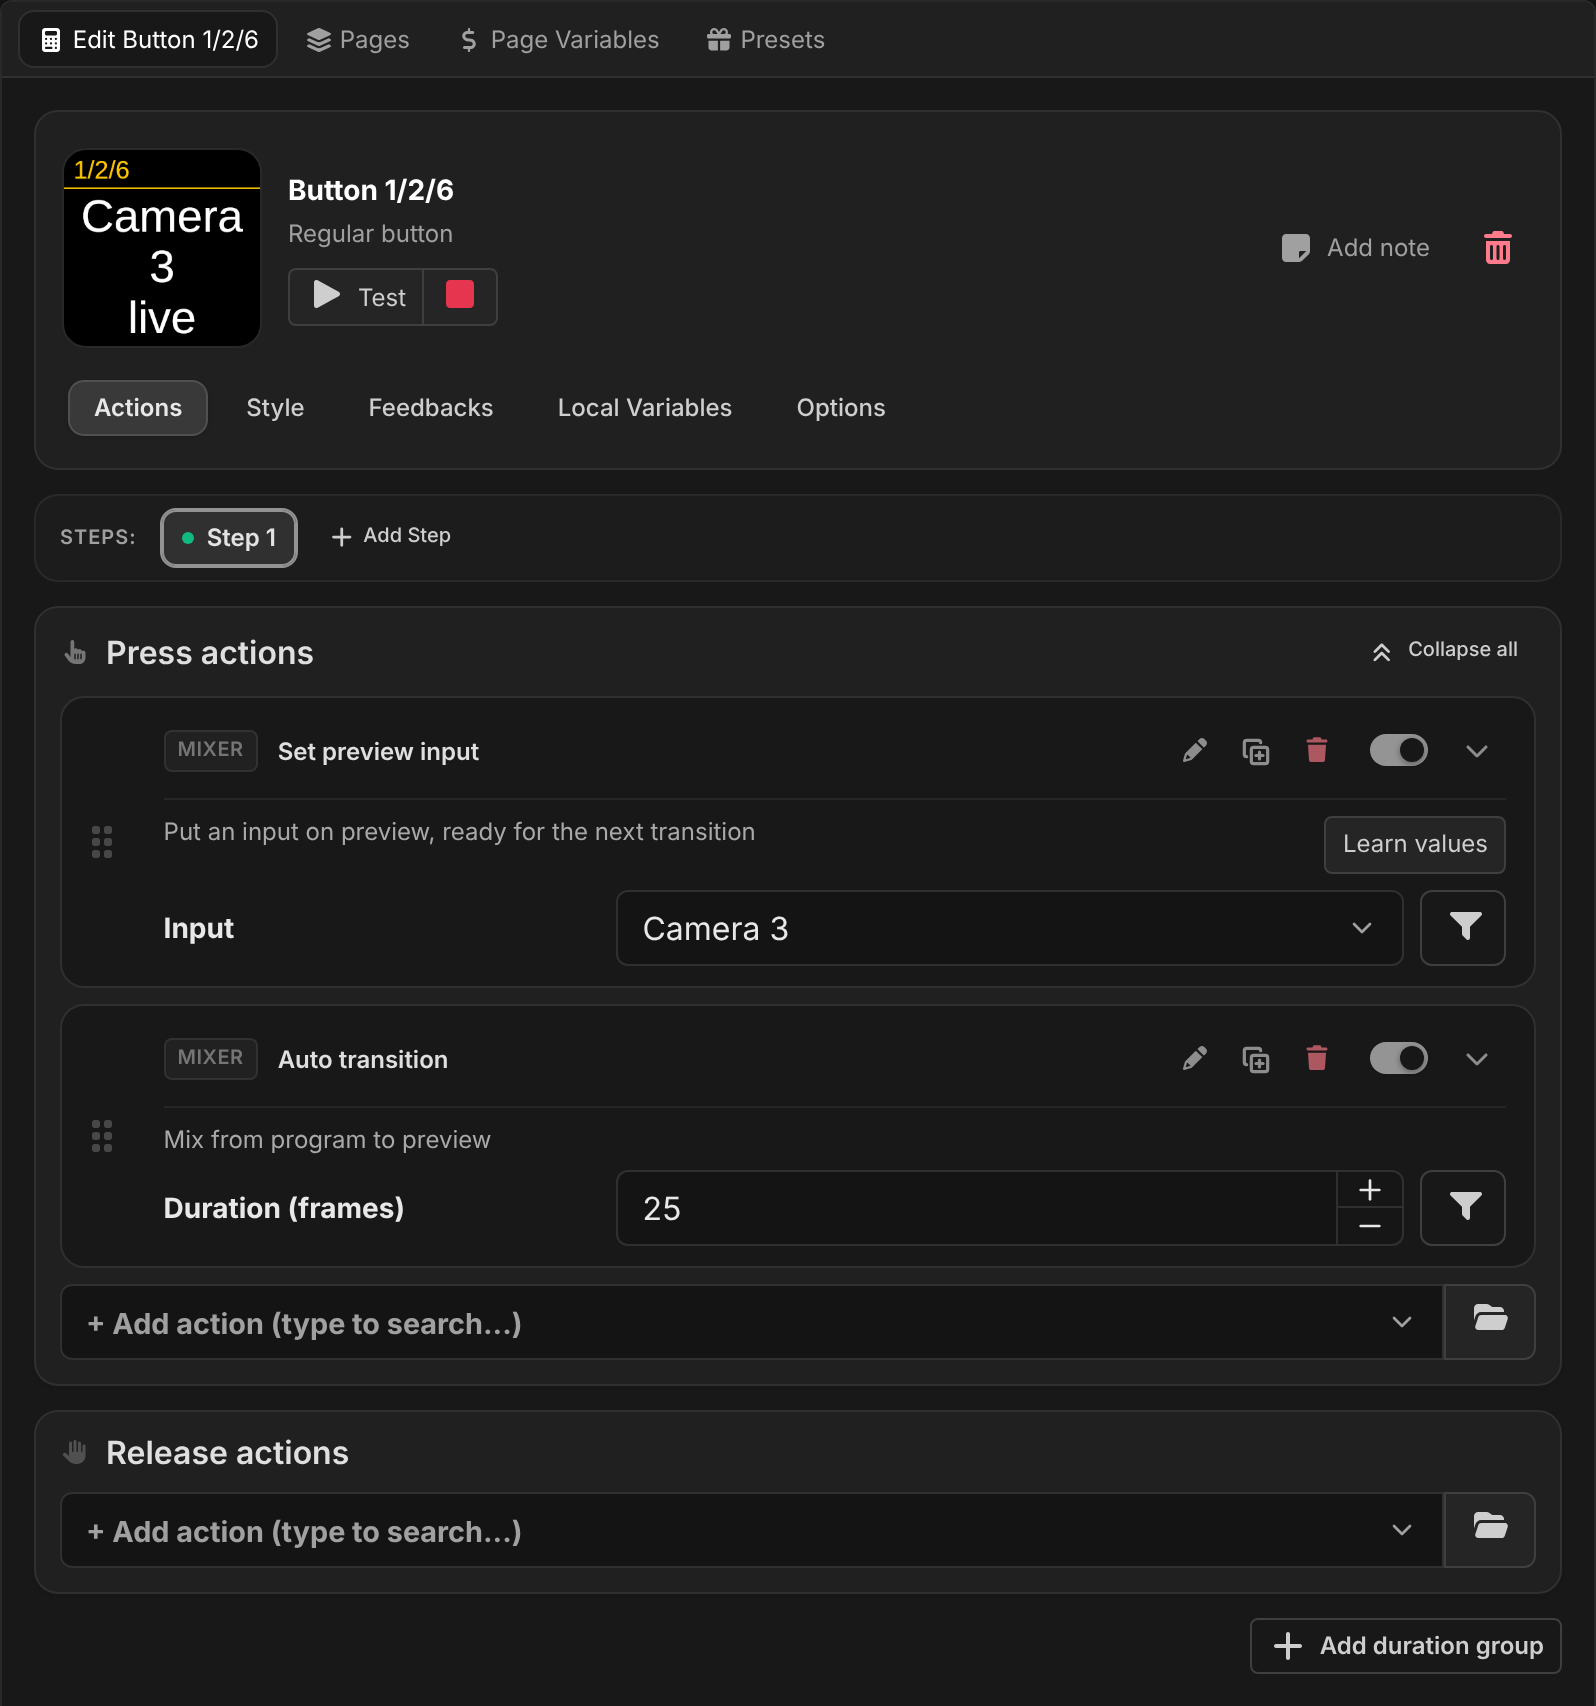 Edit Button 1/2/6 Pages Page Variables Presets
1/2/6
Camera
3
live
Button 1/2/6
Regular button
Test
Add note
Actions Style Feedbacks Local Variables Options
STEPS: Step 1 Add Step
Press actions Collapse all
MIXER Set preview input
Put an input on preview, ready for the next transition
Learn values
Input Camera 3
MIXER Auto transition
Mix from program to preview
Duration (frames) 25
+ Add action (type to search...)
Release actions
+ Add action (type to search...)
Add duration group